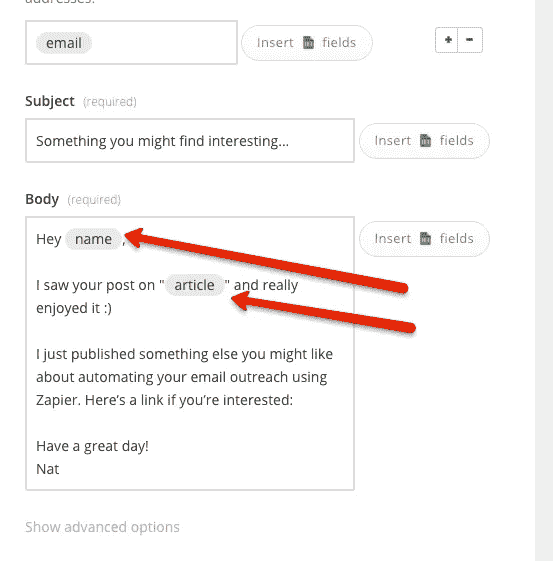 addresses.
email
Insert fields
+ -
Subject (required)
Something you might find interesting...
Insert fields
Body (required)
Insert fields
Hey name ,
I saw your post on " article " and really
enjoyed it :)
I just published something else you might like
about automating your email outreach using
Zapier. Here's a link if you're interested:
Have a great day!
Nat
Show advanced options